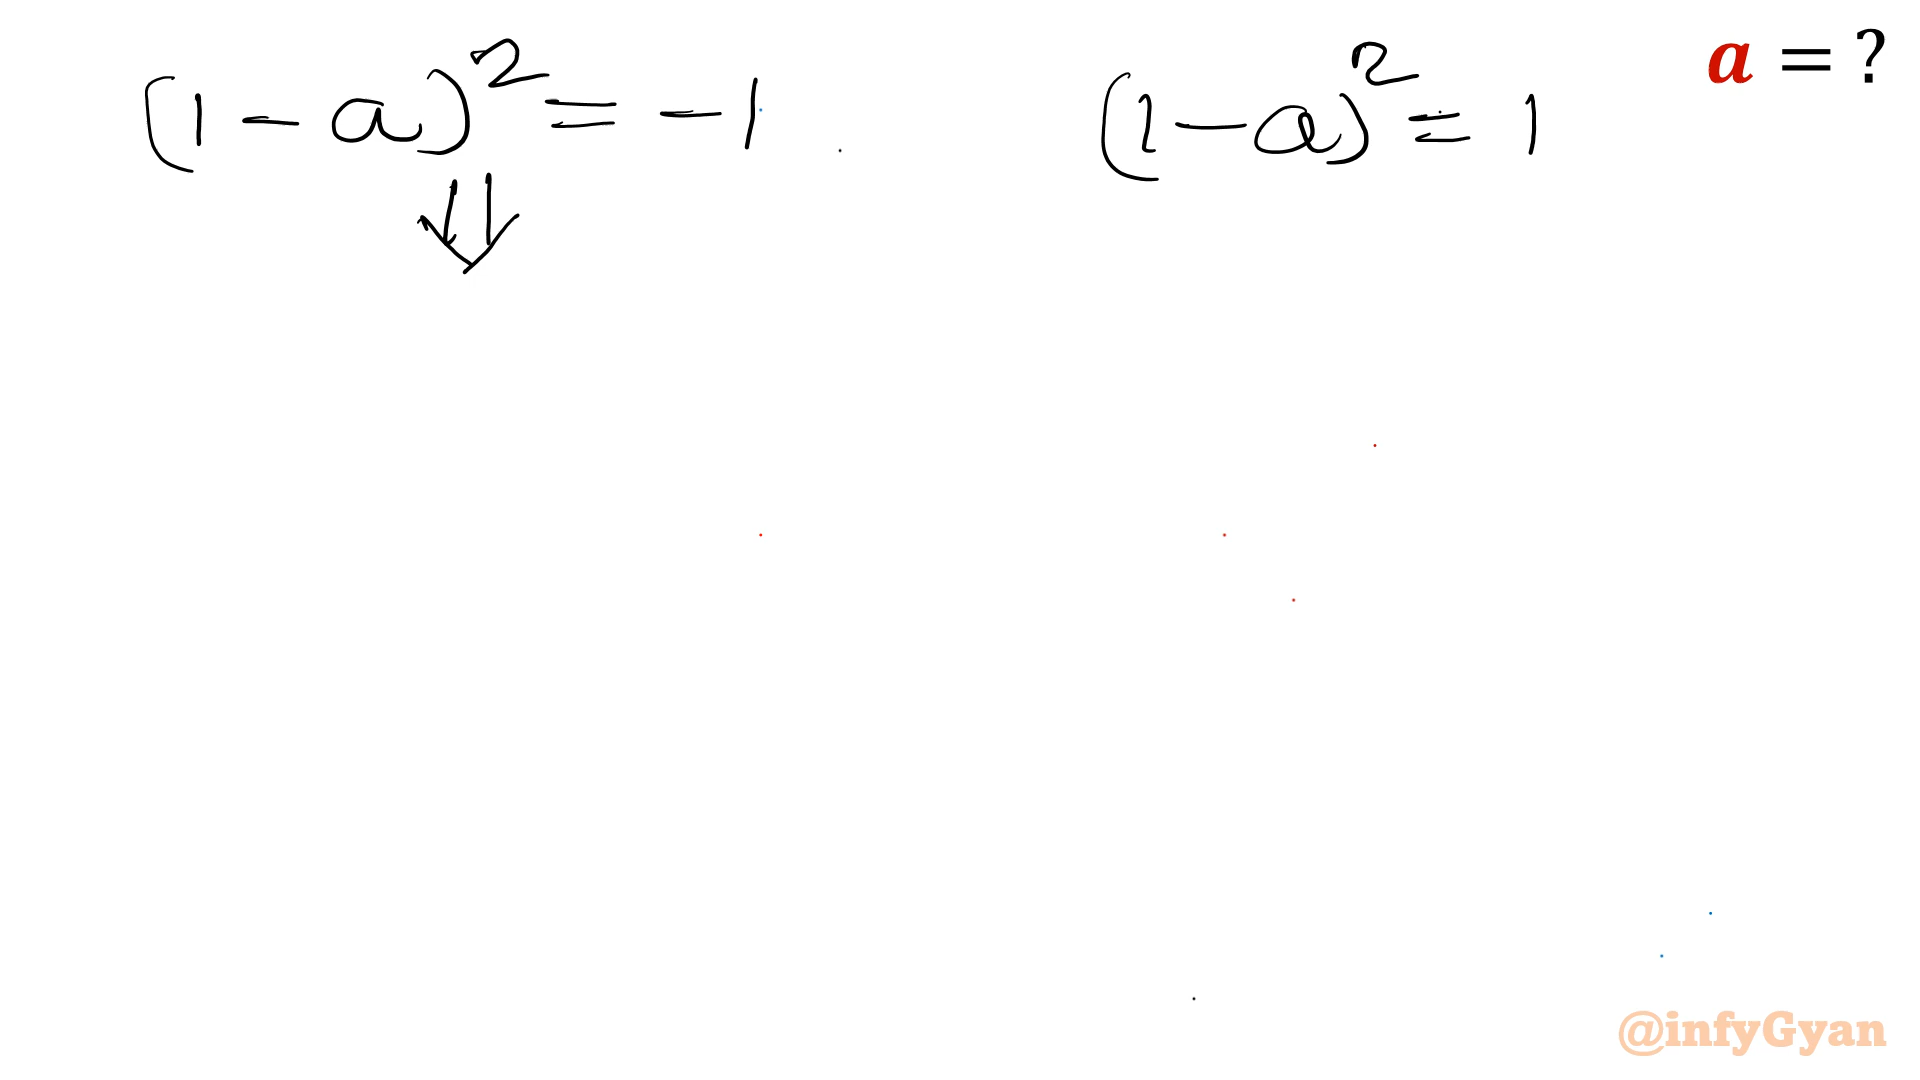 (1 - a)² = -1
(1 - a)² = 1
a = ?
@infyGyan